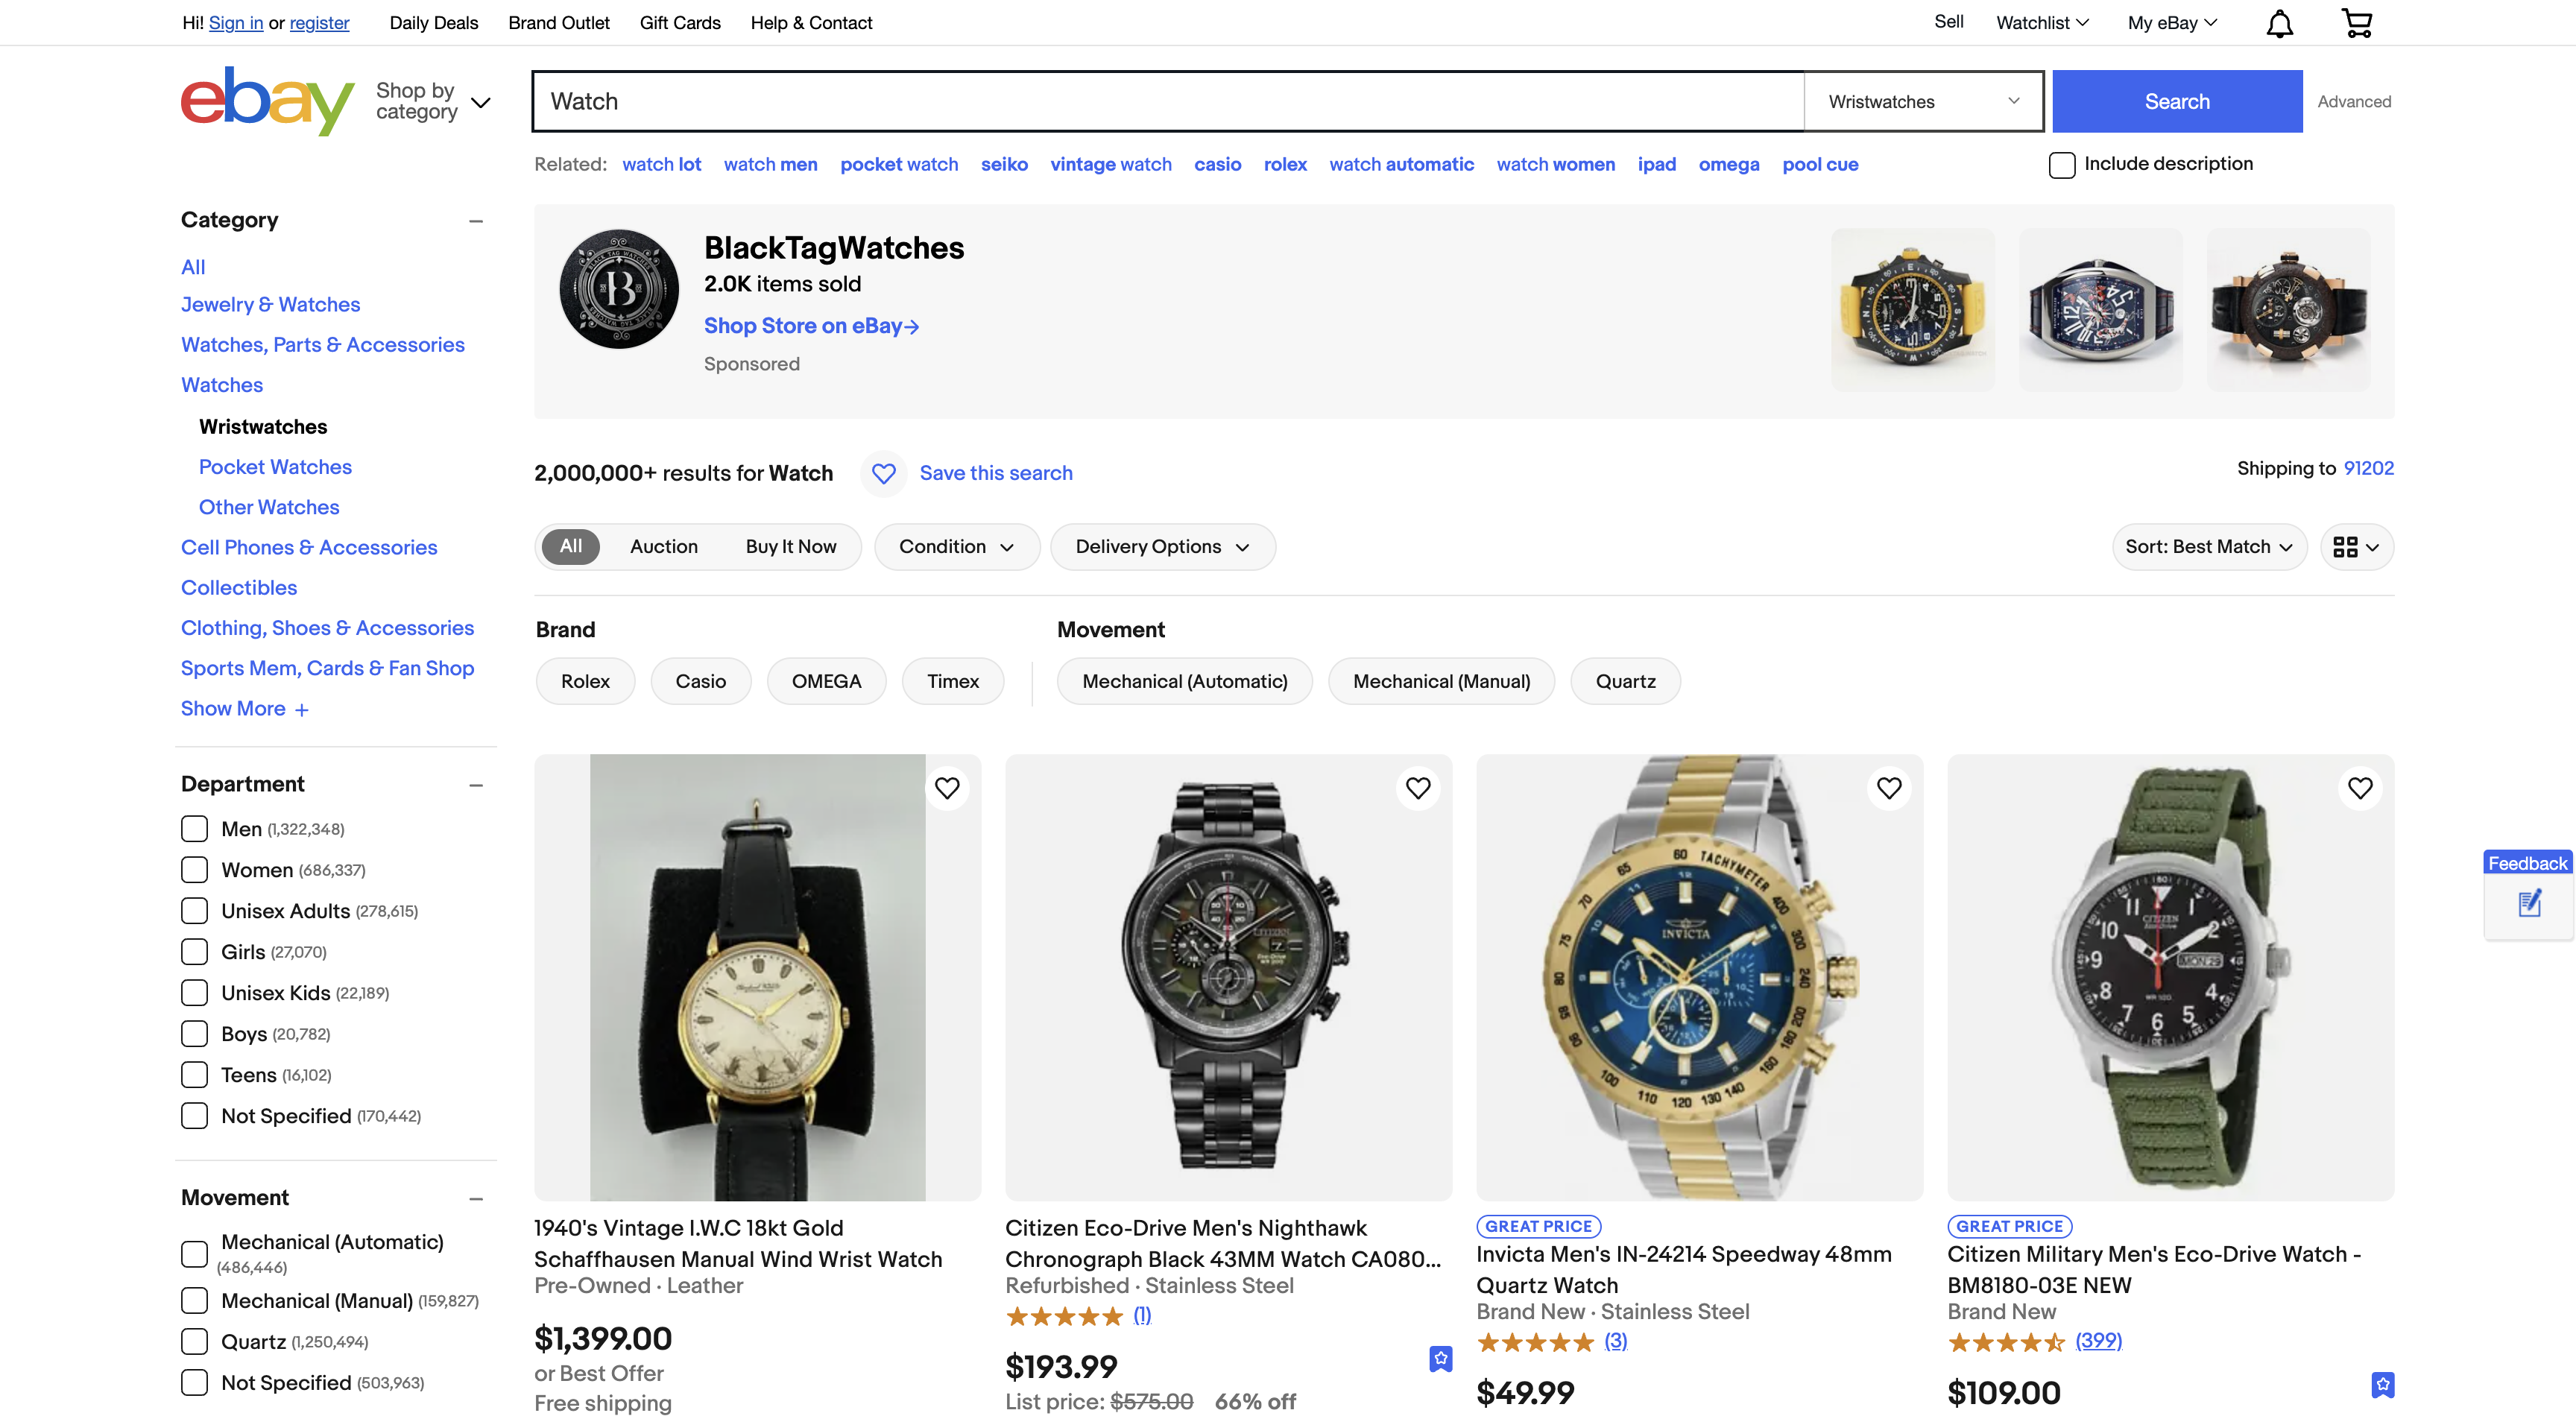 Hi! Sign in or register Daily Deals Brand Outlet Gift Cards Help & Contact Sell Watchlist My eBay
ebay Shop by category Watch Wristwatches Search Advanced
Related: watch lot watch men pocket watch seiko vintage watch casio rolex watch automatic watch women ipad omega pool cue Include description
Category
All
Jewelry & Watches
Watches, Parts & Accessories
Watches
Wristwatches
Pocket Watches
Other Watches
Cell Phones & Accessories
Collectibles
Clothing, Shoes & Accessories
Sports Mem, Cards & Fan Shop
Show More
Department
Men (1,322,348)
Women (686,337)
Unisex Adults (278,615)
Girls (27,070)
Unisex Kids (22,189)
Boys (20,782)
Teens (16,102)
Not Specified (170,442)
Movement
Mechanical (Automatic)
(486,446)
Mechanical (Manual) (159,827)
Quartz (1,250,494)
Not Specified (503,963)
BlackTagWatches
2.0K items sold
Shop Store on eBay→
Sponsored
2,000,000+ results for Watch Save this search Shipping to 91202
All Auction Buy It Now Condition Delivery Options Sort: Best Match
Brand Movement
Rolex Casio OMEGA Timex Mechanical (Automatic) Mechanical (Manual) Quartz
TACHYMETER
INVICTA
CITIZEN
Feedback
1940's Vintage I.W.C 18kt Gold
Schaffhausen Manual Wind Wrist Watch
Pre-Owned · Leather
$1,399.00
or Best Offer
Free shipping
Citizen Eco-Drive Men's Nighthawk
Chronograph Black 43MM Watch CA080...
Refurbished · Stainless Steel
(1)
$193.99
List price: $575.00 66% off
GREAT PRICE
Invicta Men's IN-24214 Speedway 48mm
Quartz Watch
Brand New · Stainless Steel
(3)
$49.99
GREAT PRICE
Citizen Military Men's Eco-Drive Watch -
BM8180-03E NEW
Brand New
(399)
$109.00